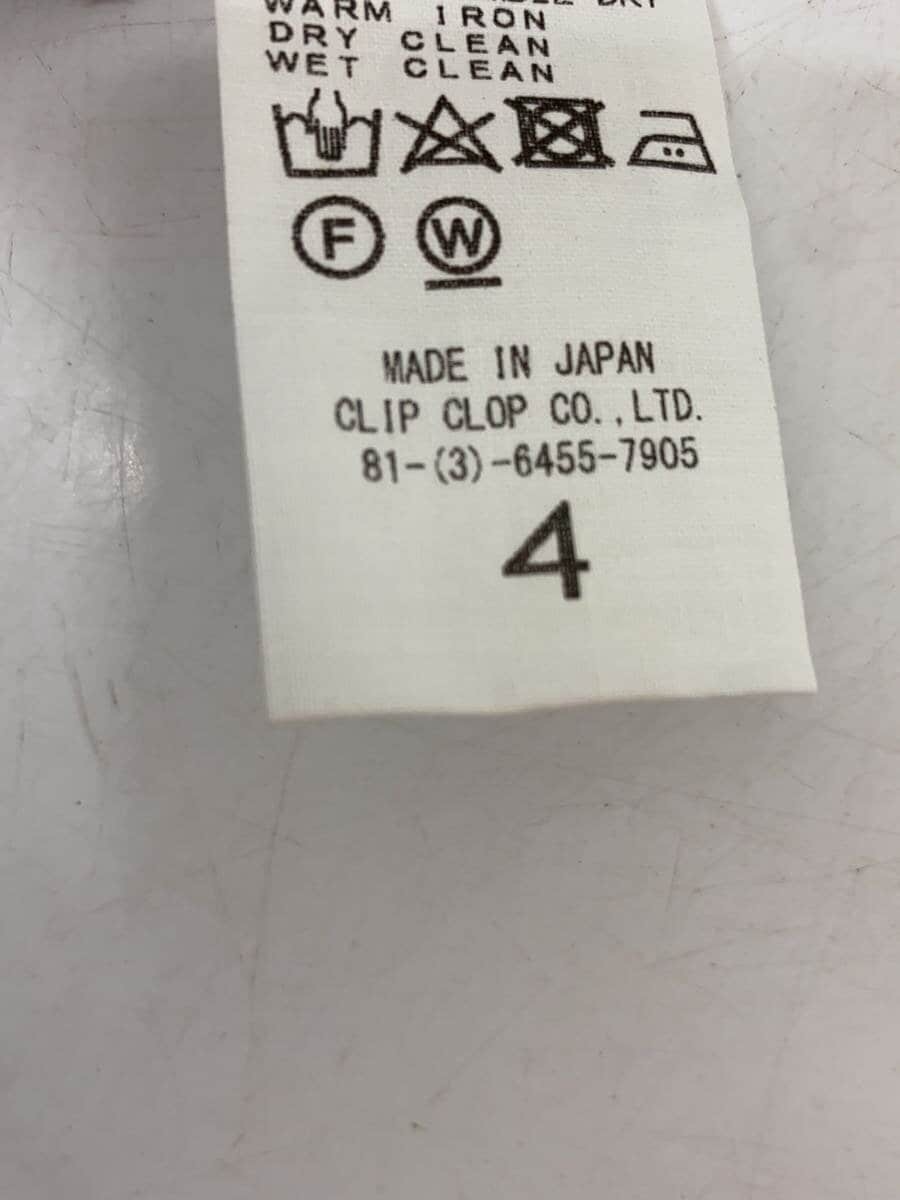 WARM IRON
DRY CLEAN
WET CLEAN
F W
MADE IN JAPAN
CLIP CLOP CO.,LTD.
81-(3)-6455-7905
4